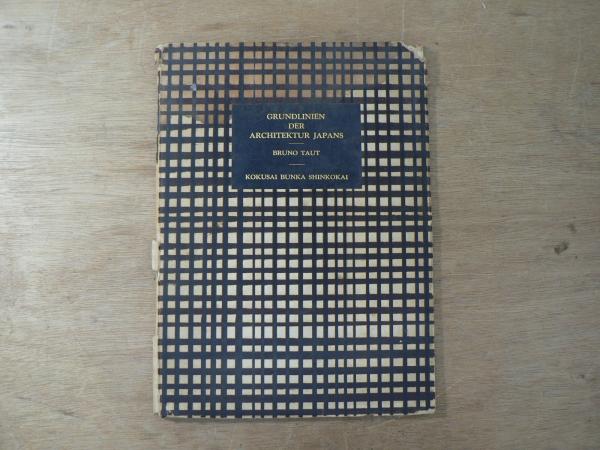 GRUNDLINIEN
DER
ARCHITEKTUR JAPANS
BRUNO TAUT
KOKUSAI BUNKA SHINKOKAI